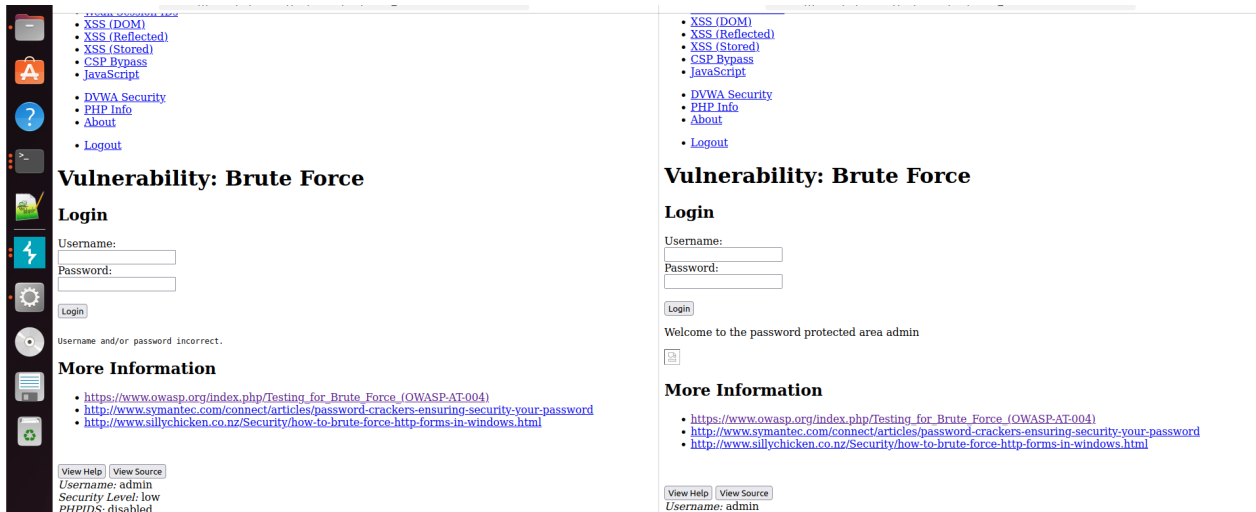 XSS (DOM)
XSS (Reflected)
XSS (Stored)
CSP Bypass
JavaScript
DVWA Security
PHP Info
About
Logout
Vulnerability: Brute Force
Login
Username:
Password:
Login
Username and/or password incorrect.
More Information
https://www.owasp.org/index.php/Testing_for_Brute_Force_(OWASP-AT-004)
http://www.symantec.com/connect/articles/password-crackers-ensuring-security-your-password
http://www.sillychicken.co.nz/Security/how-to-brute-force-http-forms-in-windows.html
View Help View Source
Username: admin
Security Level: low
PHPIDS: disabled
XSS (DOM)
XSS (Reflected)
XSS (Stored)
CSP Bypass
JavaScript
DVWA Security
PHP Info
About
Logout
Vulnerability: Brute Force
Login
Username:
Password:
Login
Welcome to the password protected area admin
More Information
https://www.owasp.org/index.php/Testing_for_Brute_Force_(OWASP-AT-004)
http://www.symantec.com/connect/articles/password-crackers-ensuring-security-your-password
http://www.sillychicken.co.nz/Security/how-to-brute-force-http-forms-in-windows.html
View Help View Source
Username: admin